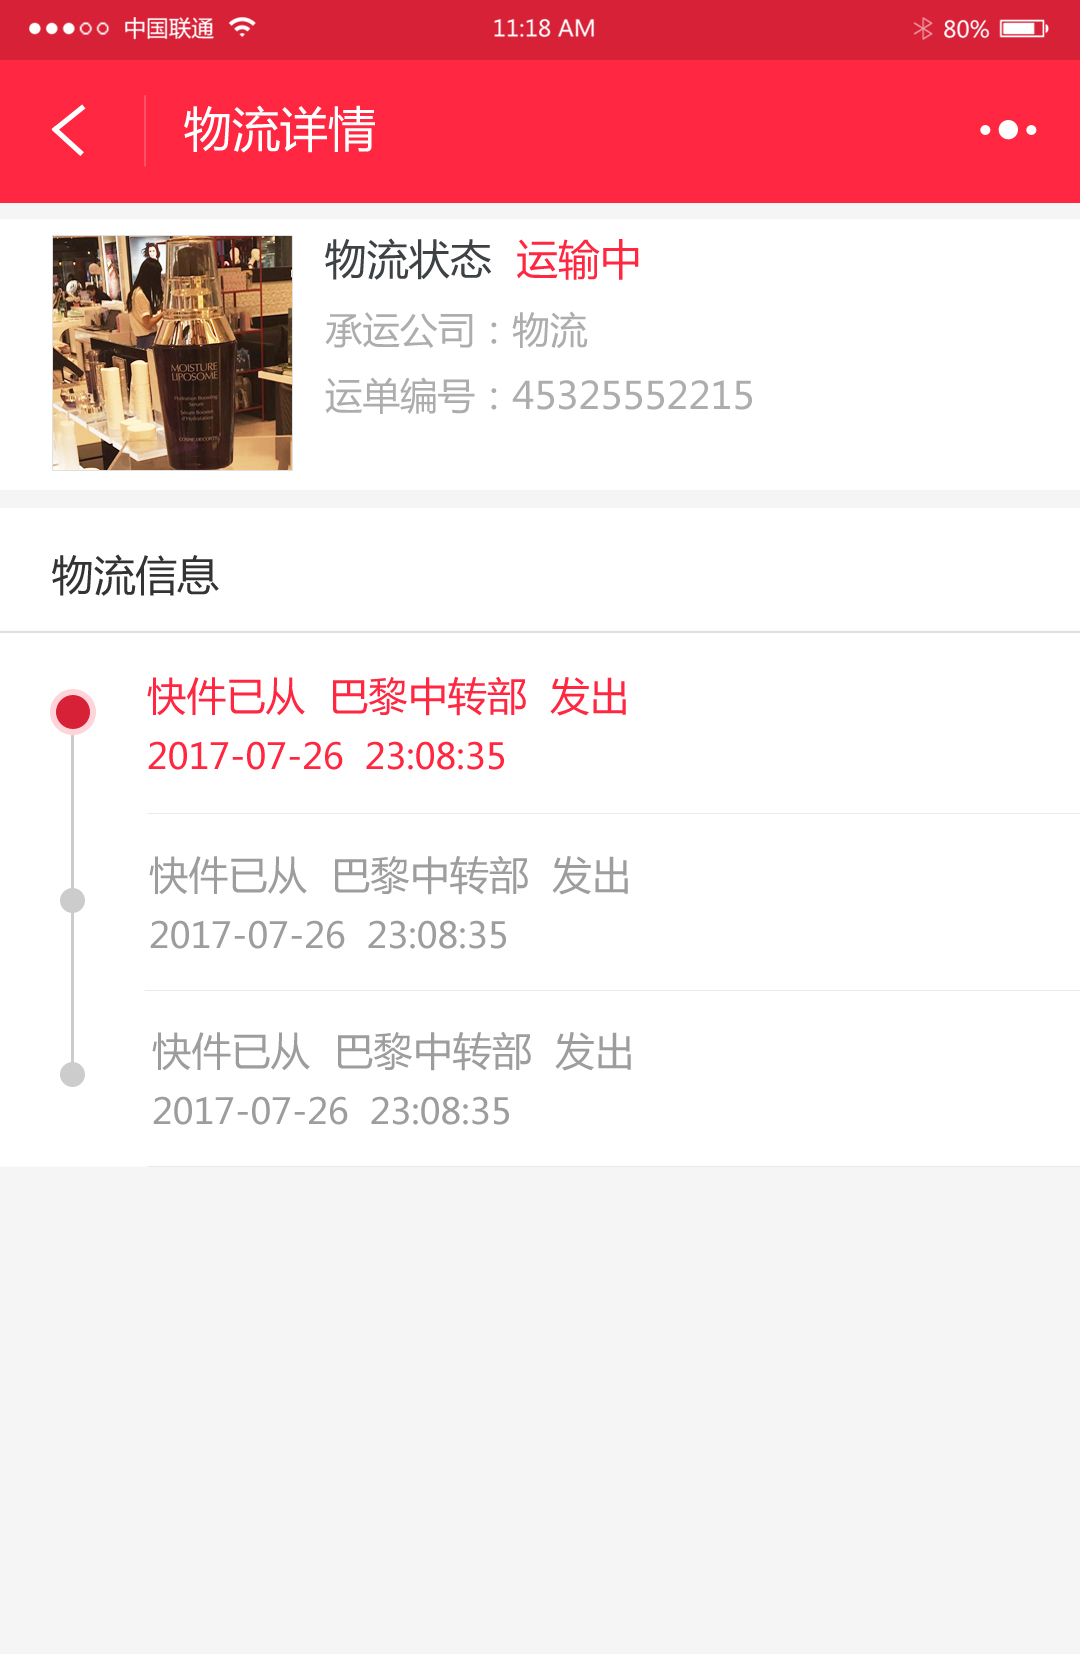 中国联通 11:18 AM 80%
物流详情
物流状态 运输中
承运公司：物流
运单编号：45325552215
MOISTURE
LIPOSOME
Hydration Boosting
Serum
物流信息
快件已从 巴黎中转部 发出
2017-07-26 23:08:35
快件已从 巴黎中转部 发出
2017-07-26 23:08:35
快件已从 巴黎中转部 发出
2017-07-26 23:08:35